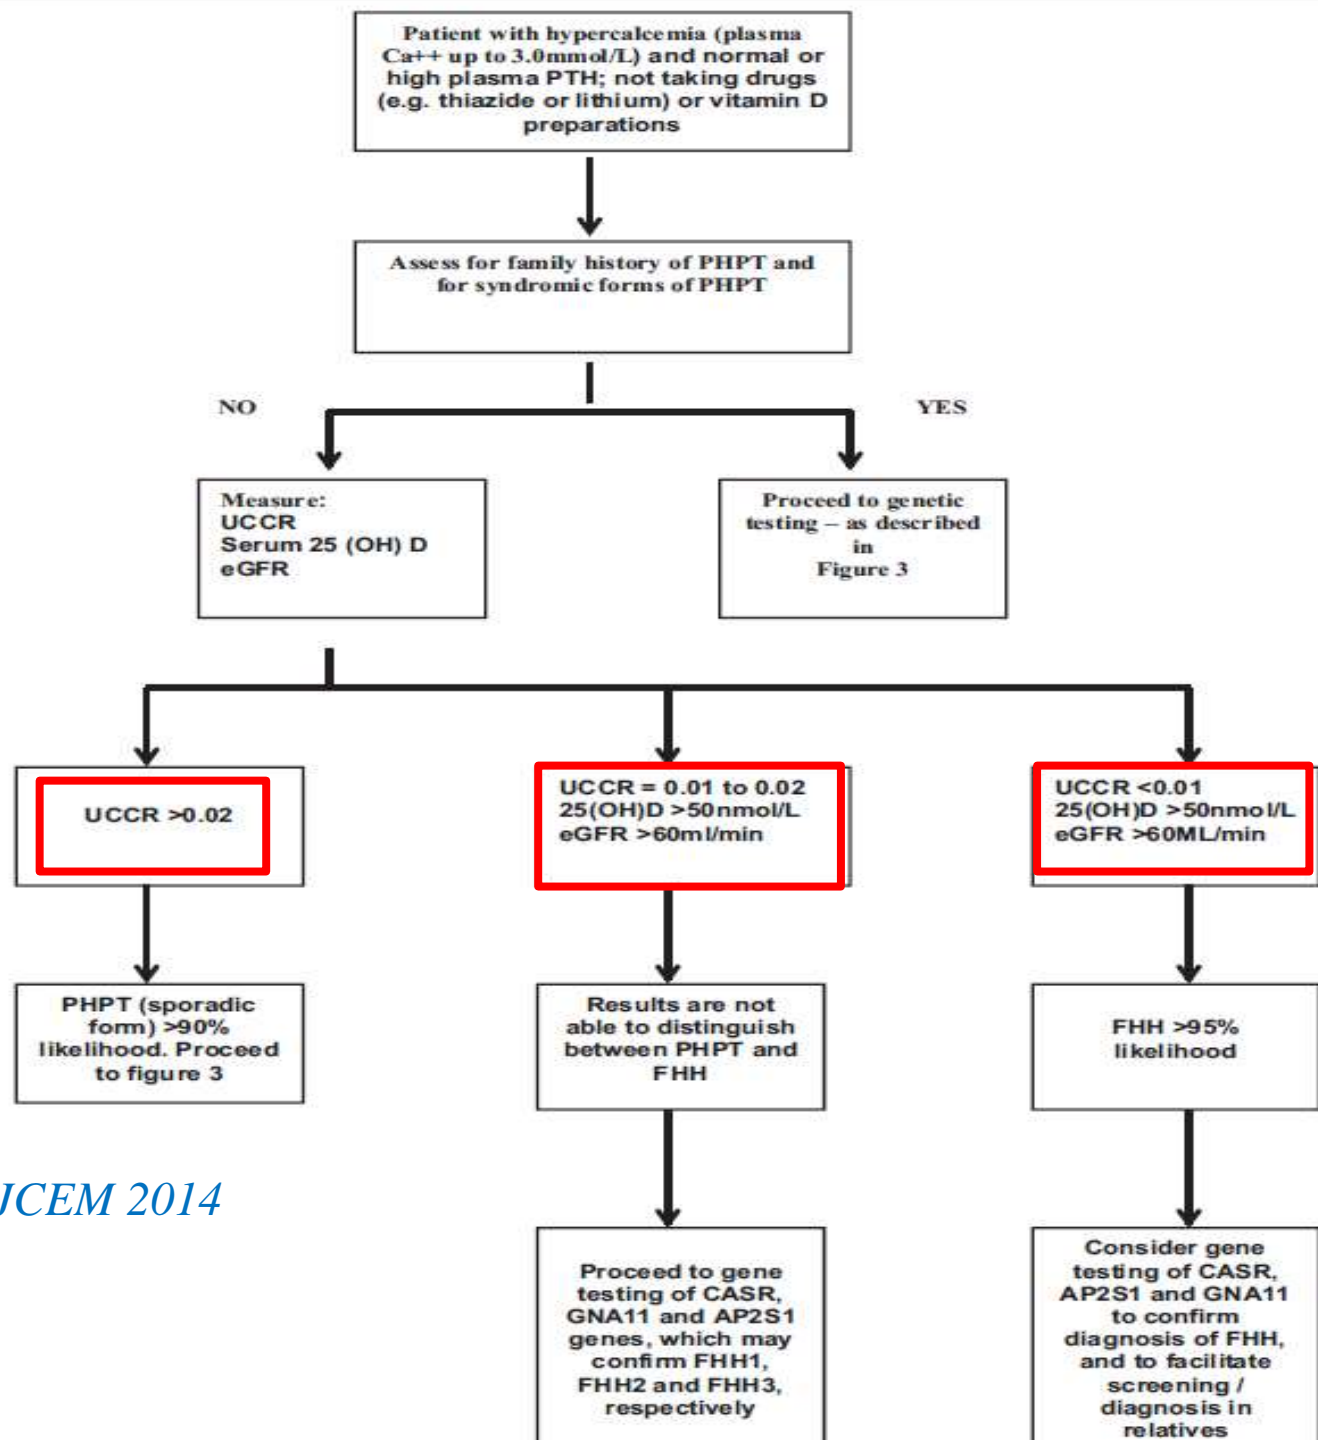 Patient with hypercalcemia (plasma
Ca++ up to 3.0mmol/L) and normal or
high plasma PTH; not taking drugs
(e.g. thiazide or lithium) or vitamin D
preparations
Assess for family history of PHPT and
for syndromic forms of PHPT
NO
YES
Measure:
UCCR
Serum 25 (OH) D
eGFR
Proceed to genetic
testing – as described
in
Figure 3
UCCR >0.02
UCCR = 0.01 to 0.02
25(OH)D >50nmol/L
eGFR >60ml/min
UCCR <0.01
25(OH)D >50nmol/L
eGFR >60ML/min
PHPT (sporadic
form) >90%
likelihood. Proceed
to figure 3
Results are not
able to distinguish
between PHPT and
FHH
FHH >95%
likelihood
JCEM 2014
Proceed to gene
testing of CASR,
GNA11 and AP2S1
genes, which may
confirm FHH1,
FHH2 and FHH3,
respectively
Consider gene
testing of CASR,
AP2S1 and GNA11
to confirm
diagnosis of FHH,
and to facilitate
screening /
diagnosis in
relatives